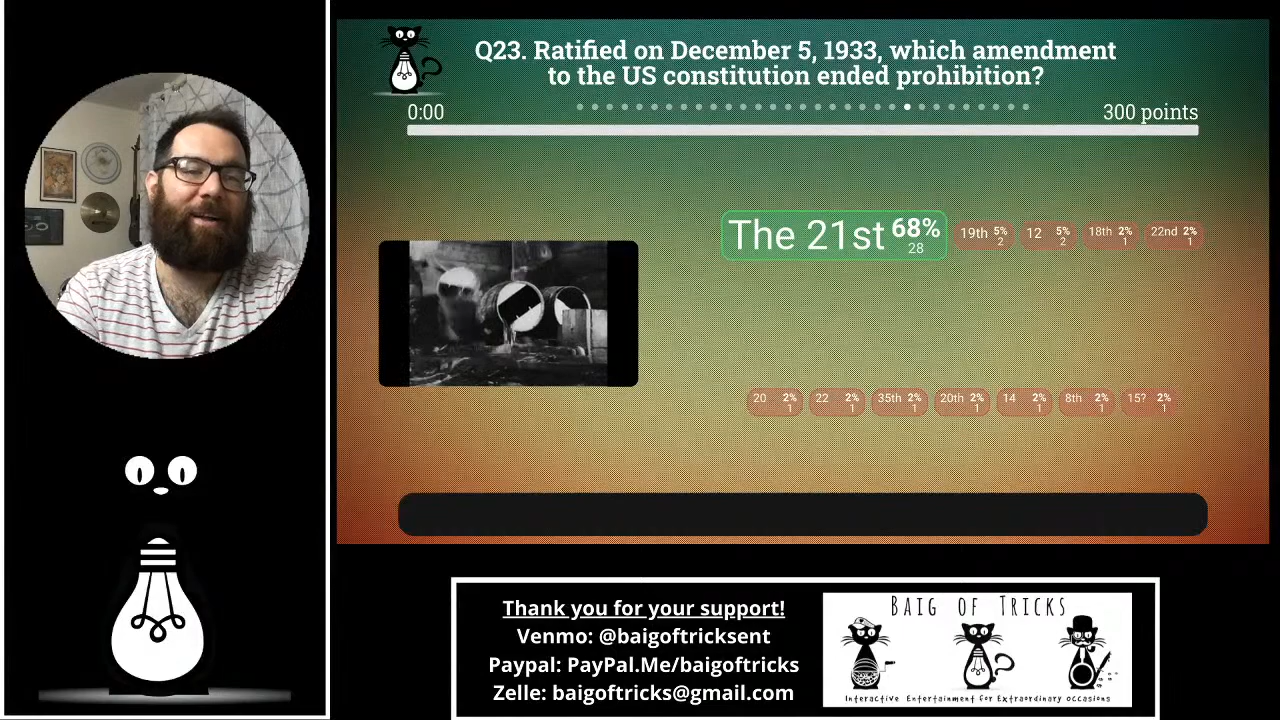 Q23. Ratified on December 5, 1933, which amendment
to the US constitution ended prohibition?
0:00
300 points
The 21st 68% 28
19th 5% 2
12 5% 2
18th 2% 1
22nd 2% 1
20 2% 1
22 2% 1
35th 2% 1
20th 2% 1
14 2% 1
8th 2% 1
15? 2% 1
Thank you for your support!
Venmo: @baigoftricksent
Paypal: PayPal.Me/baigoftricks
Zelle: baigoftricks@gmail.com
BAIG OF TRICKS
Interactive Entertainment for Extraordinary Occasions